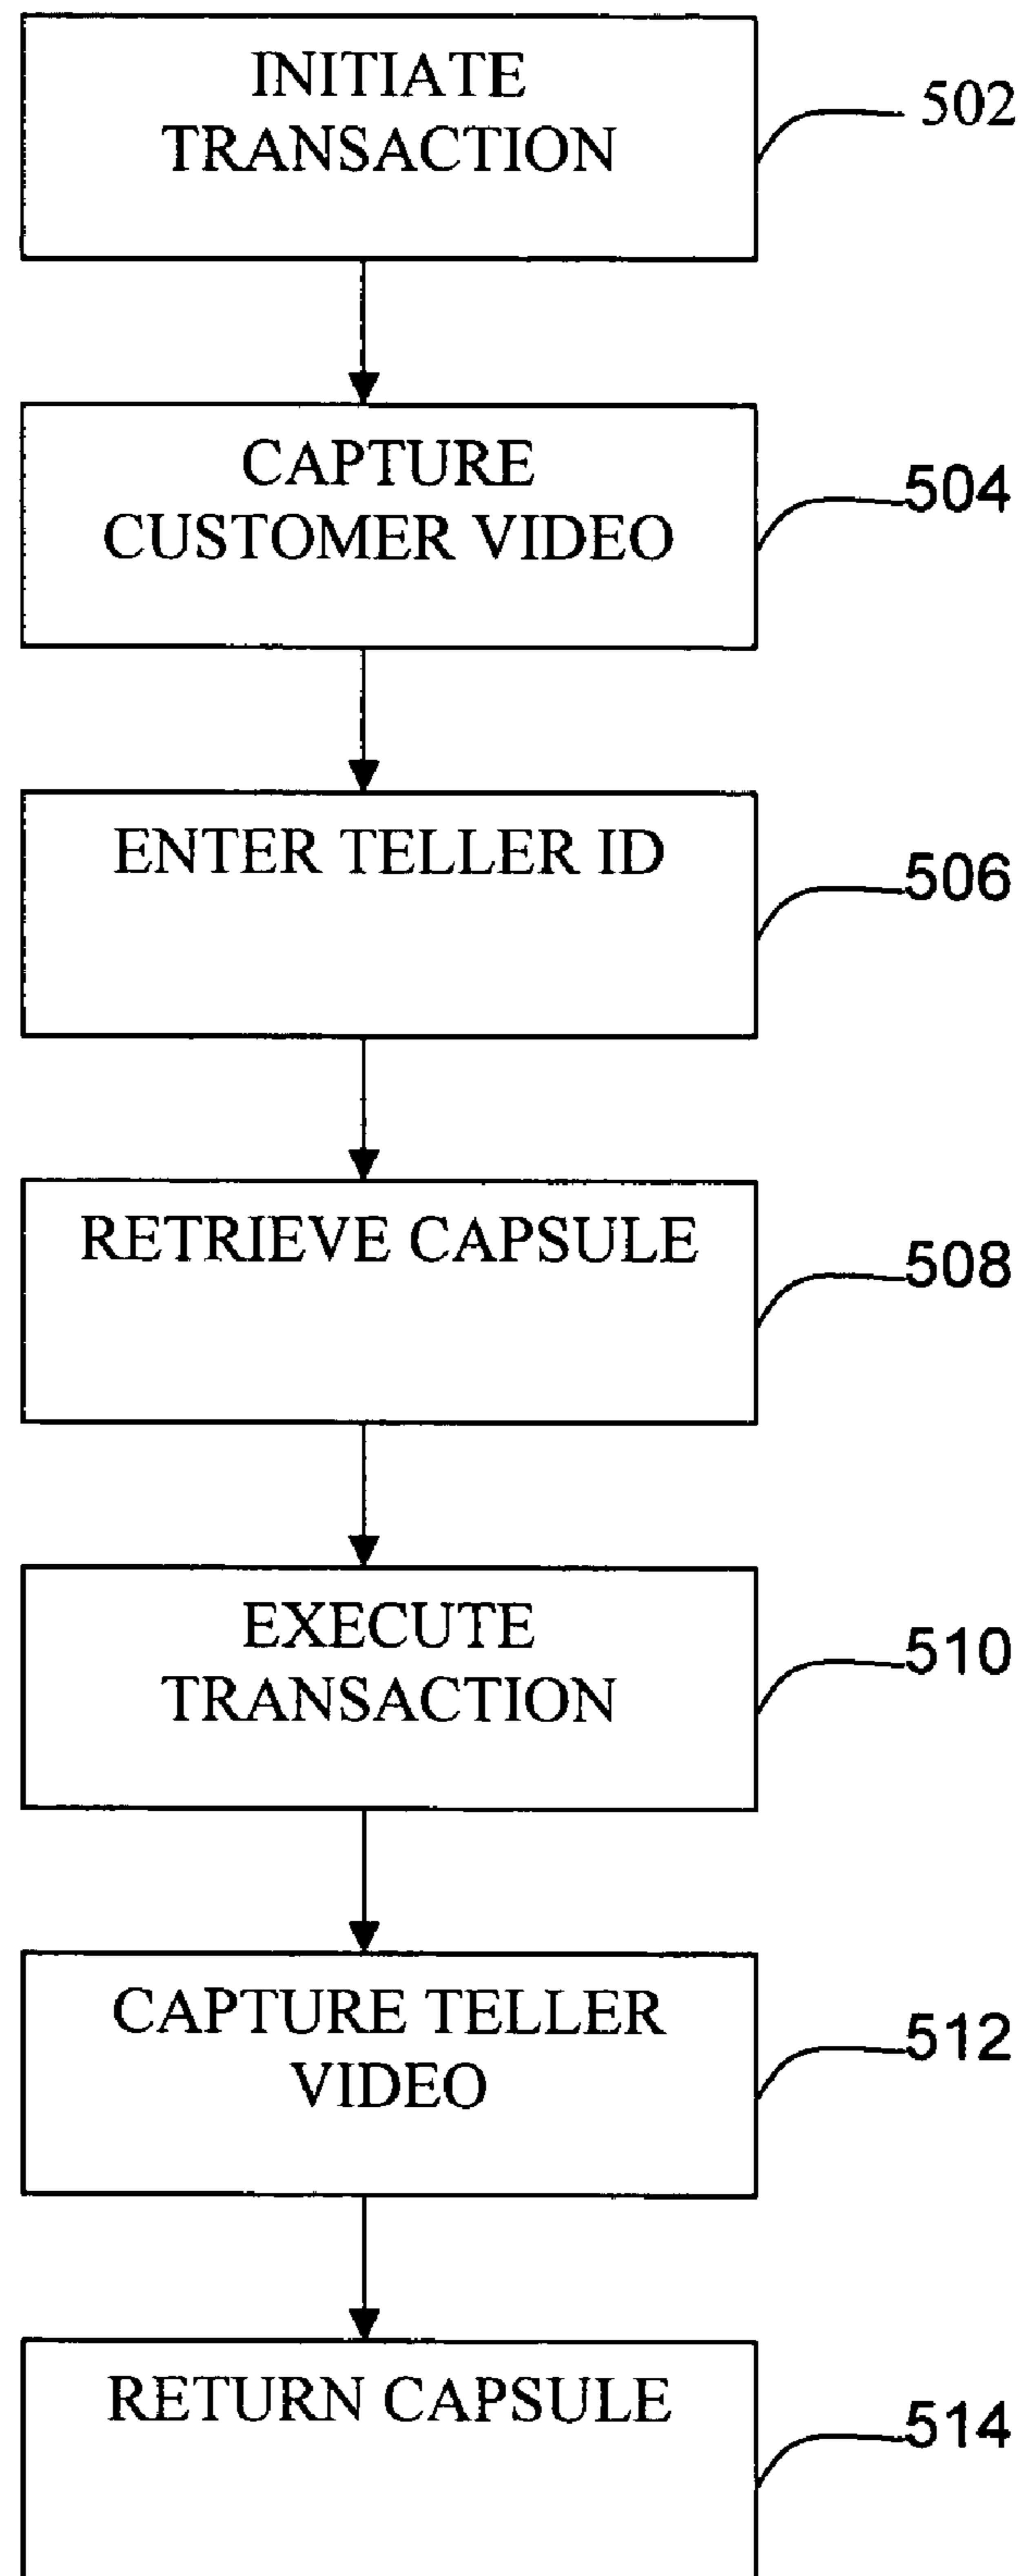 INITIATE
TRANSACTION
502
CAPTURE
CUSTOMER VIDEO
504
ENTER TELLER ID
506
RETRIEVE CAPSULE
508
EXECUTE
TRANSACTION
510
CAPTURE TELLER
VIDEO
512
RETURN CAPSULE
514